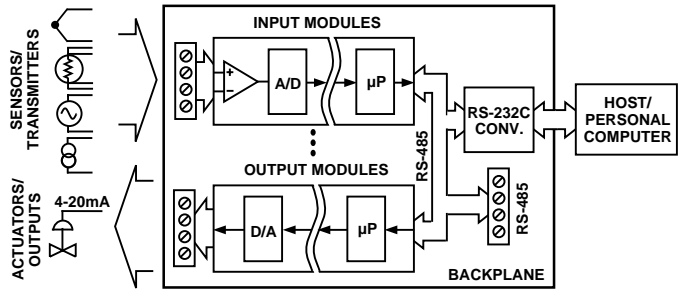 SENSORS/
TRANSMITTERS
INPUT MODULES
+
−
A/D
µP
RS-485
RS-232C
CONV.
HOST/
PERSONAL
COMPUTER
OUTPUT MODULES
D/A
µP
RS-485
ACTUATORS/
OUTPUTS
4-20mA
BACKPLANE